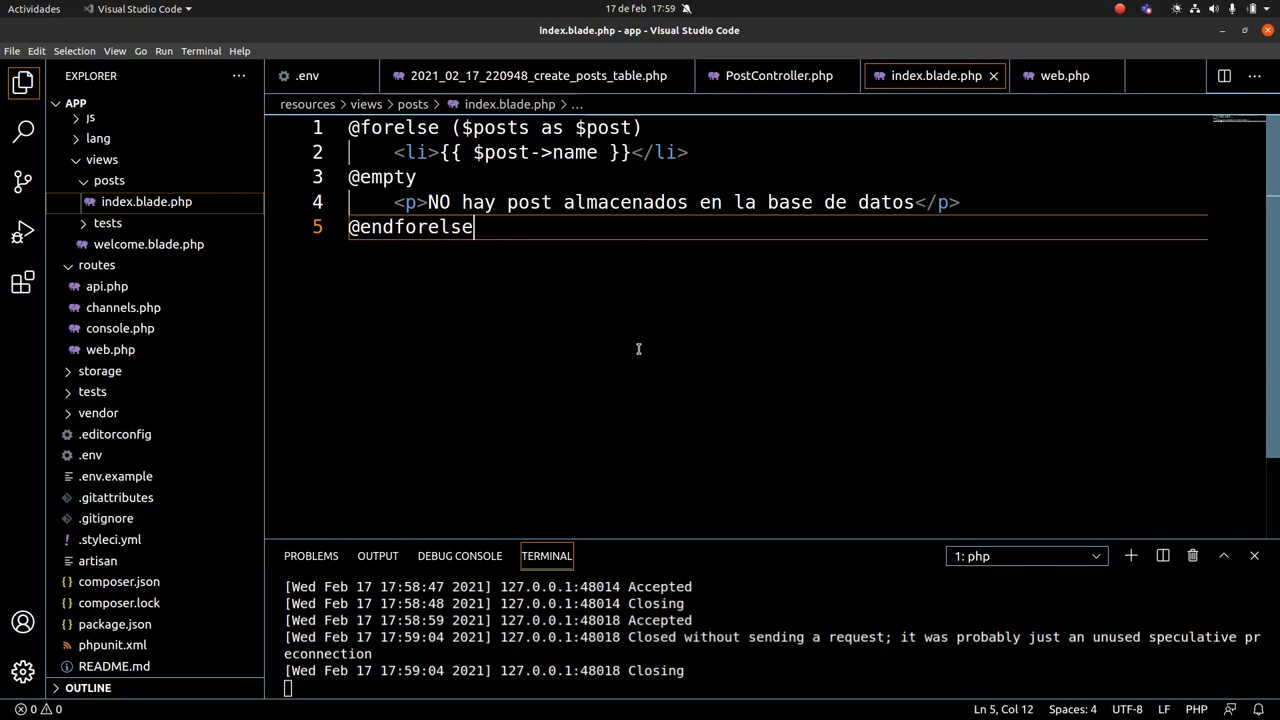 Actividades Visual Studio Code 17 de feb 17:59
index.blade.php - app - Visual Studio Code
File Edit Selection View Go Run Terminal Help
EXPLORER
.env 2021_02_17_220948_create_posts_table.php PostController.php index.blade.php web.php
resources > views > posts > index.blade.php > ...
APP
js
lang
views
posts
index.blade.php
tests
welcome.blade.php
routes
api.php
channels.php
console.php
web.php
storage
tests
vendor
.editorconfig
.env
.env.example
.gitattributes
.gitignore
.styleci.yml
artisan
composer.json
composer.lock
package.json
phpunit.xml
README.md
OUTLINE
1 @forelse ($posts as $post)
2 <li>{{ $post->name }}</li>
3 @empty
4 <p>NO hay post almacenados en la base de datos</p>
5 @endforelse
PROBLEMS OUTPUT DEBUG CONSOLE TERMINAL 1: php
[Wed Feb 17 17:58:47 2021] 127.0.0.1:48014 Accepted
[Wed Feb 17 17:58:48 2021] 127.0.0.1:48014 Closing
[Wed Feb 17 17:58:59 2021] 127.0.0.1:48018 Accepted
[Wed Feb 17 17:59:04 2021] 127.0.0.1:48018 Closed without sending a request; it was probably just an unused speculative pr
econnection
[Wed Feb 17 17:59:04 2021] 127.0.0.1:48018 Closing
0 0 Ln 5, Col 12 Spaces: 4 UTF-8 LF PHP